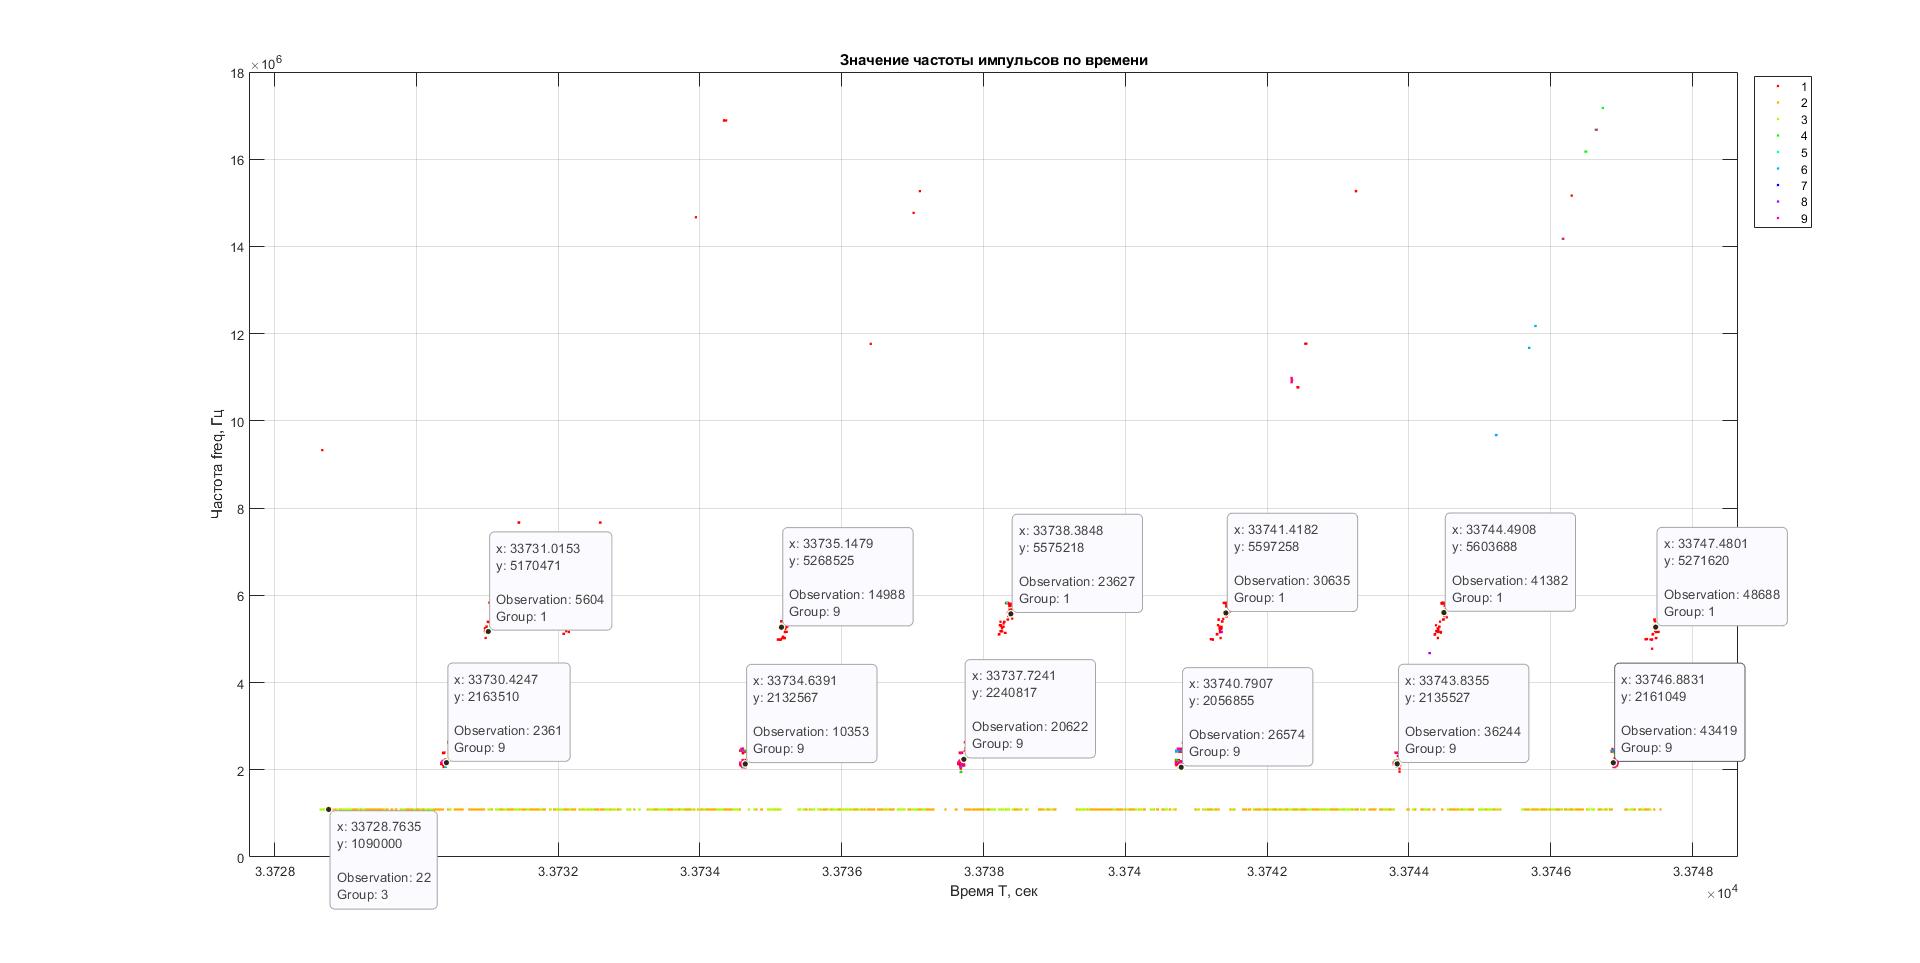 Значение частоты импульсов по времени
×10^6
18
16
14
12
10
8
6
4
2
0
Частота freq, Гц
1
2
3
4
5
6
7
8
9
x: 33731.0153
y: 5170471
Observation: 5604
Group: 1
x: 33735.1479
y: 5268525
Observation: 14988
Group: 9
x: 33738.3848
y: 5575218
Observation: 23627
Group: 1
x: 33741.4182
y: 5597258
Observation: 30635
Group: 1
x: 33744.4908
y: 5603688
Observation: 41382
Group: 1
x: 33747.4801
y: 5271620
Observation: 48688
Group: 1
x: 33730.4247
y: 2163510
Observation: 2361
Group: 9
x: 33734.6391
y: 2132567
Observation: 10353
Group: 9
x: 33737.7241
y: 2240817
Observation: 20622
Group: 9
x: 33740.7907
y: 2056855
Observation: 26574
Group: 9
x: 33743.8355
y: 2135527
Observation: 36244
Group: 9
x: 33746.8831
y: 2161049
Observation: 43419
Group: 9
x: 33728.7635
y: 1090000
Observation: 22
Group: 3
3.3728
3.3732
3.3734
3.3736
3.3738
3.374
3.3742
3.3744
3.3746
3.3748
Время T, сек
×10^4